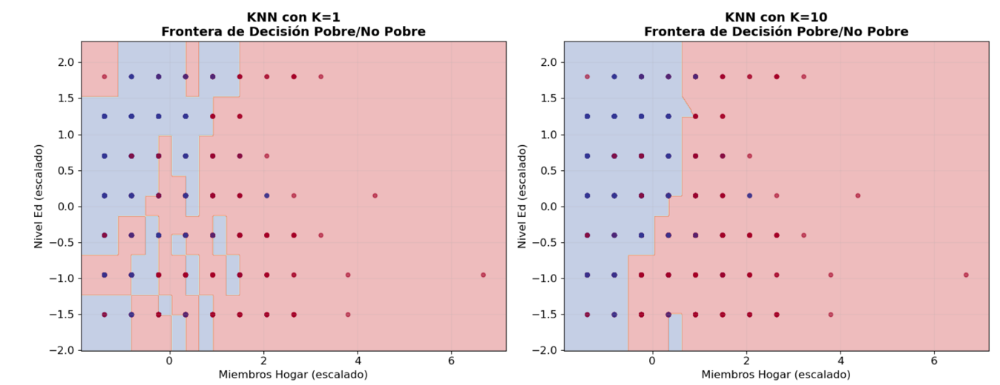 KNN con K=1
Frontera de Decisión Pobre/No Pobre
Nivel Ed (escalado)
2.0
1.5
1.0
0.5
0.0
−0.5
−1.0
−1.5
−2.0
0 2 4 6
Miembros Hogar (escalado)
KNN con K=10
Frontera de Decisión Pobre/No Pobre
Nivel Ed (escalado)
2.0
1.5
1.0
0.5
0.0
−0.5
−1.0
−1.5
−2.0
0 2 4 6
Miembros Hogar (escalado)